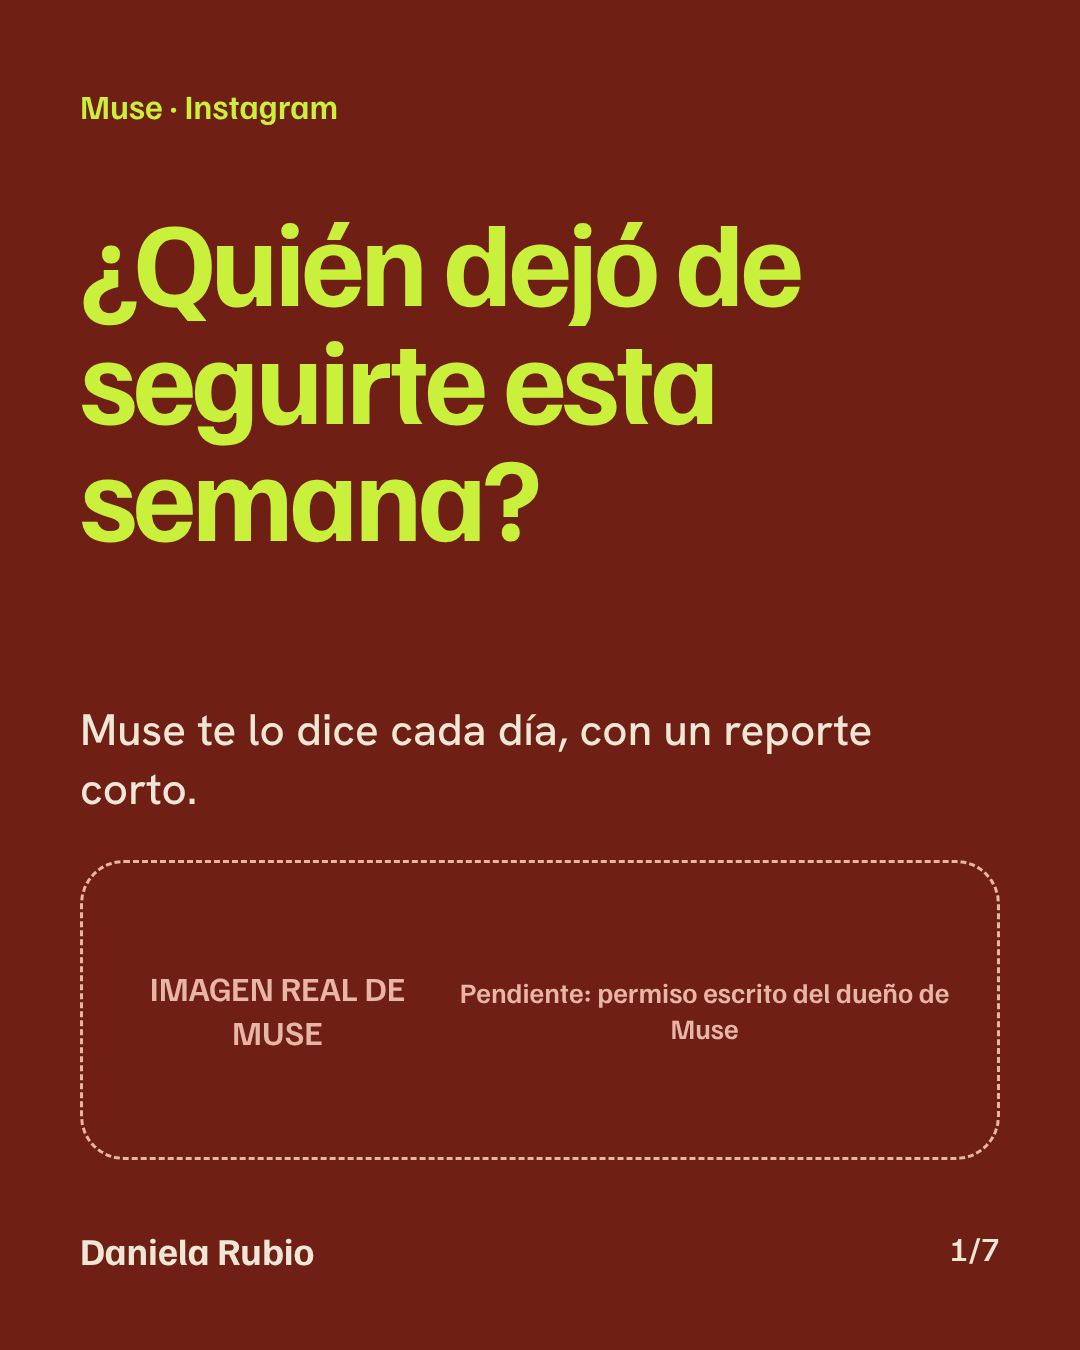 Muse · Instagram
¿Quién dejó de
seguirte esta
semana?
Muse te lo dice cada día, con un reporte
corto.
IMAGEN REAL DE
MUSE
Pendiente: permiso escrito del dueño de
Muse
Daniela Rubio
1/7